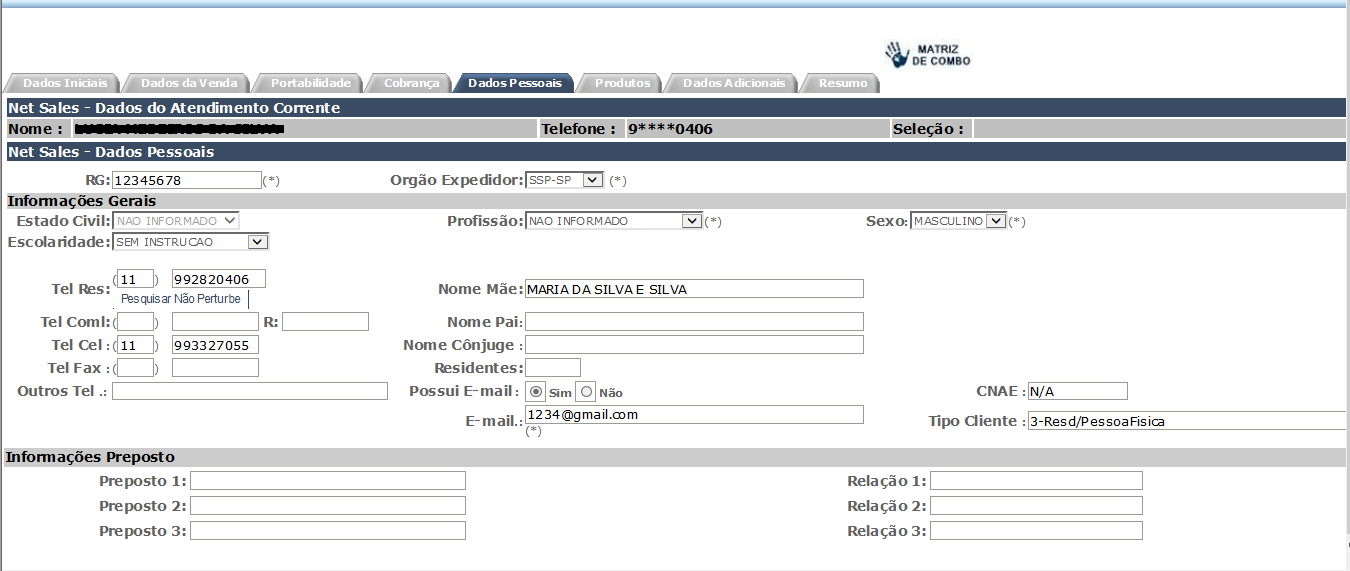 MATRIZ
DE COMBO
Dados Iniciais Dados da Venda Portabilidade Cobrança Dados Pessoais Produtos Dados Adicionais Resumo
Net Sales - Dados do Atendimento Corrente
Nome : Telefone : 9****0406 Seleção :
Net Sales - Dados Pessoais
RG: 12345678 (*) Orgão Expedidor: SSP-SP (*)
Informações Gerais
Estado Civil: NAO INFORMADO Profissão: NAO INFORMADO (*) Sexo: MASCULINO (*)
Escolaridade: SEM INSTRUCAO
Tel Res: (11) 992820406 Nome Mãe: MARIA DA SILVA E SILVA
Pesquisar Não Perturbe
Tel Coml: ( ) R: Nome Pai:
Tel Cel : (11) 993327055 Nome Cônjuge :
Tel Fax : ( ) Residentes:
Outros Tel .: Possui E-mail : Sim Não CNAE : N/A
E-mail.: 1234@gmail.com Tipo Cliente : 3-Resd/PessoaFisica
(*)
Informações Preposto
Preposto 1: Relação 1:
Preposto 2: Relação 2:
Preposto 3: Relação 3: